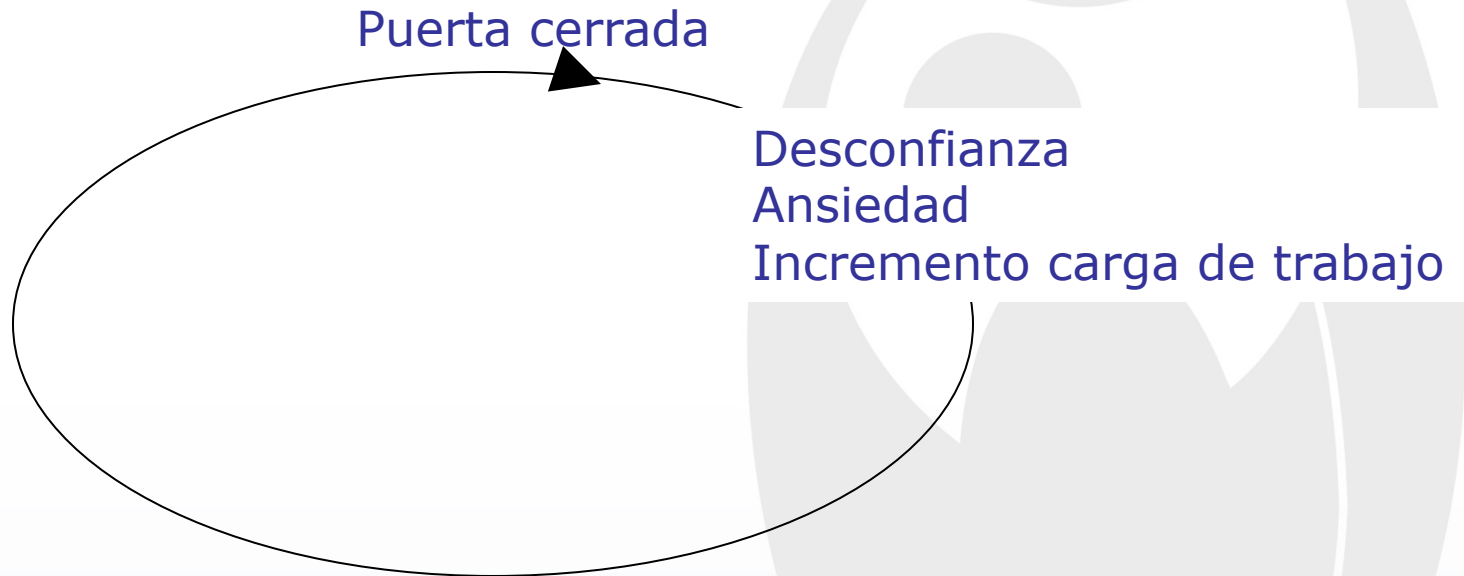 Puerta cerrada
Desconfianza
Ansiedad
Incremento carga de trabajo